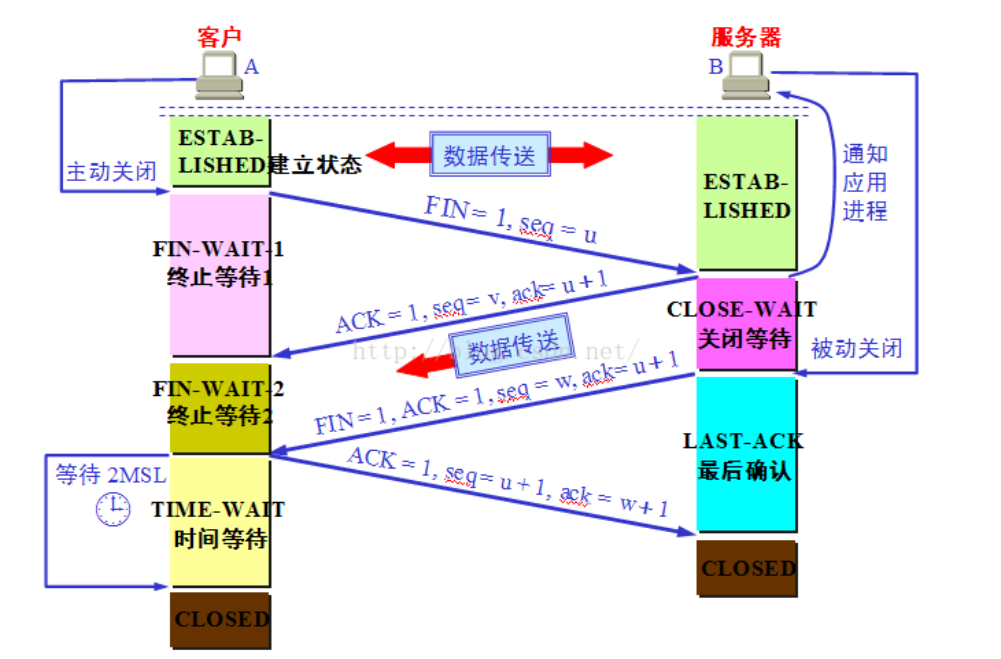 客户
服务器
A
B
ESTAB-
LISHED建立状态
数据传送
主动关闭
ESTAB-
LISHED
通知
应用
进程
FIN = 1, seq = u
FIN-WAIT-1
终止等待1
ACK = 1, seq = v, ack = u + 1
CLOSE-WAIT
关闭等待
数据传送
被动关闭
FIN-WAIT-2
终止等待2
FIN = 1, ACK = 1, seq = w, ack = u + 1
LAST-ACK
最后确认
等待 2MSL
ACK = 1, seq = u + 1, ack = w + 1
TIME-WAIT
时间等待
CLOSED
CLOSED